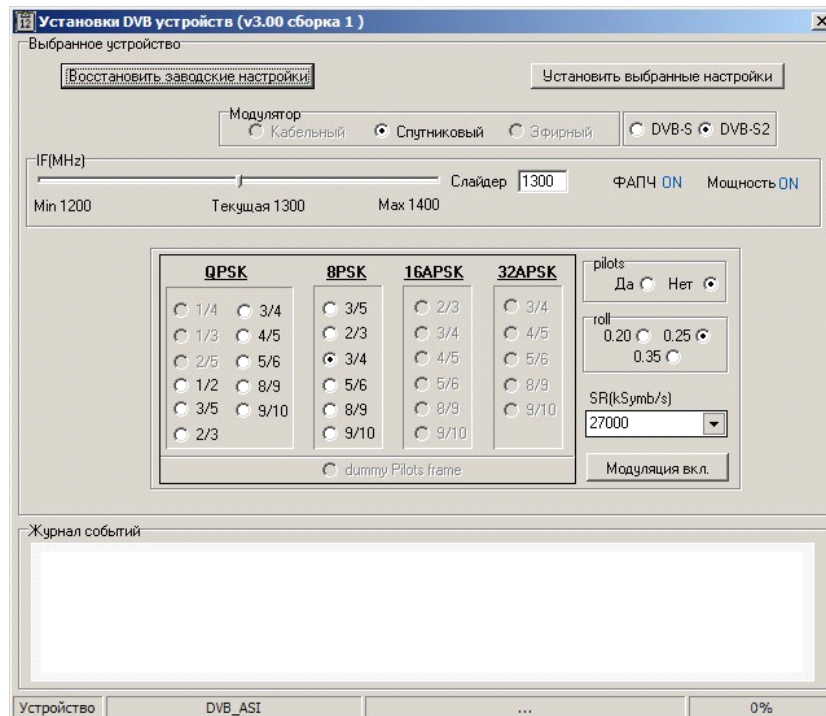 Установки DVB устройств (v3.00 сборка 1 )
Выбранное устройство
Восстановить заводские настройки
Установить выбранные настройки
Модулятор
Кабельный Спутниковый Эфирный DVB-S DVB-S2
IF(MHz)
Слайдер 1300 ФАПЧ ON Мощность ON
Min 1200 Текущая 1300 Max 1400
QPSK 8PSK 16APSK 32APSK
1/4 3/4 3/5 2/3 3/4
1/3 4/5 2/3 3/4 4/5
2/5 5/6 3/4 4/5 5/6
1/2 8/9 5/6 5/6 8/9
3/5 9/10 8/9 8/9 9/10
2/3 9/10 9/10
dummy Pilots frame
pilots
Да Нет
roll
0.20 0.25
0.35
SR(kSymb/s)
27000
Модуляция вкл.
Журнал событий
Устройство DVB_ASI ... 0%